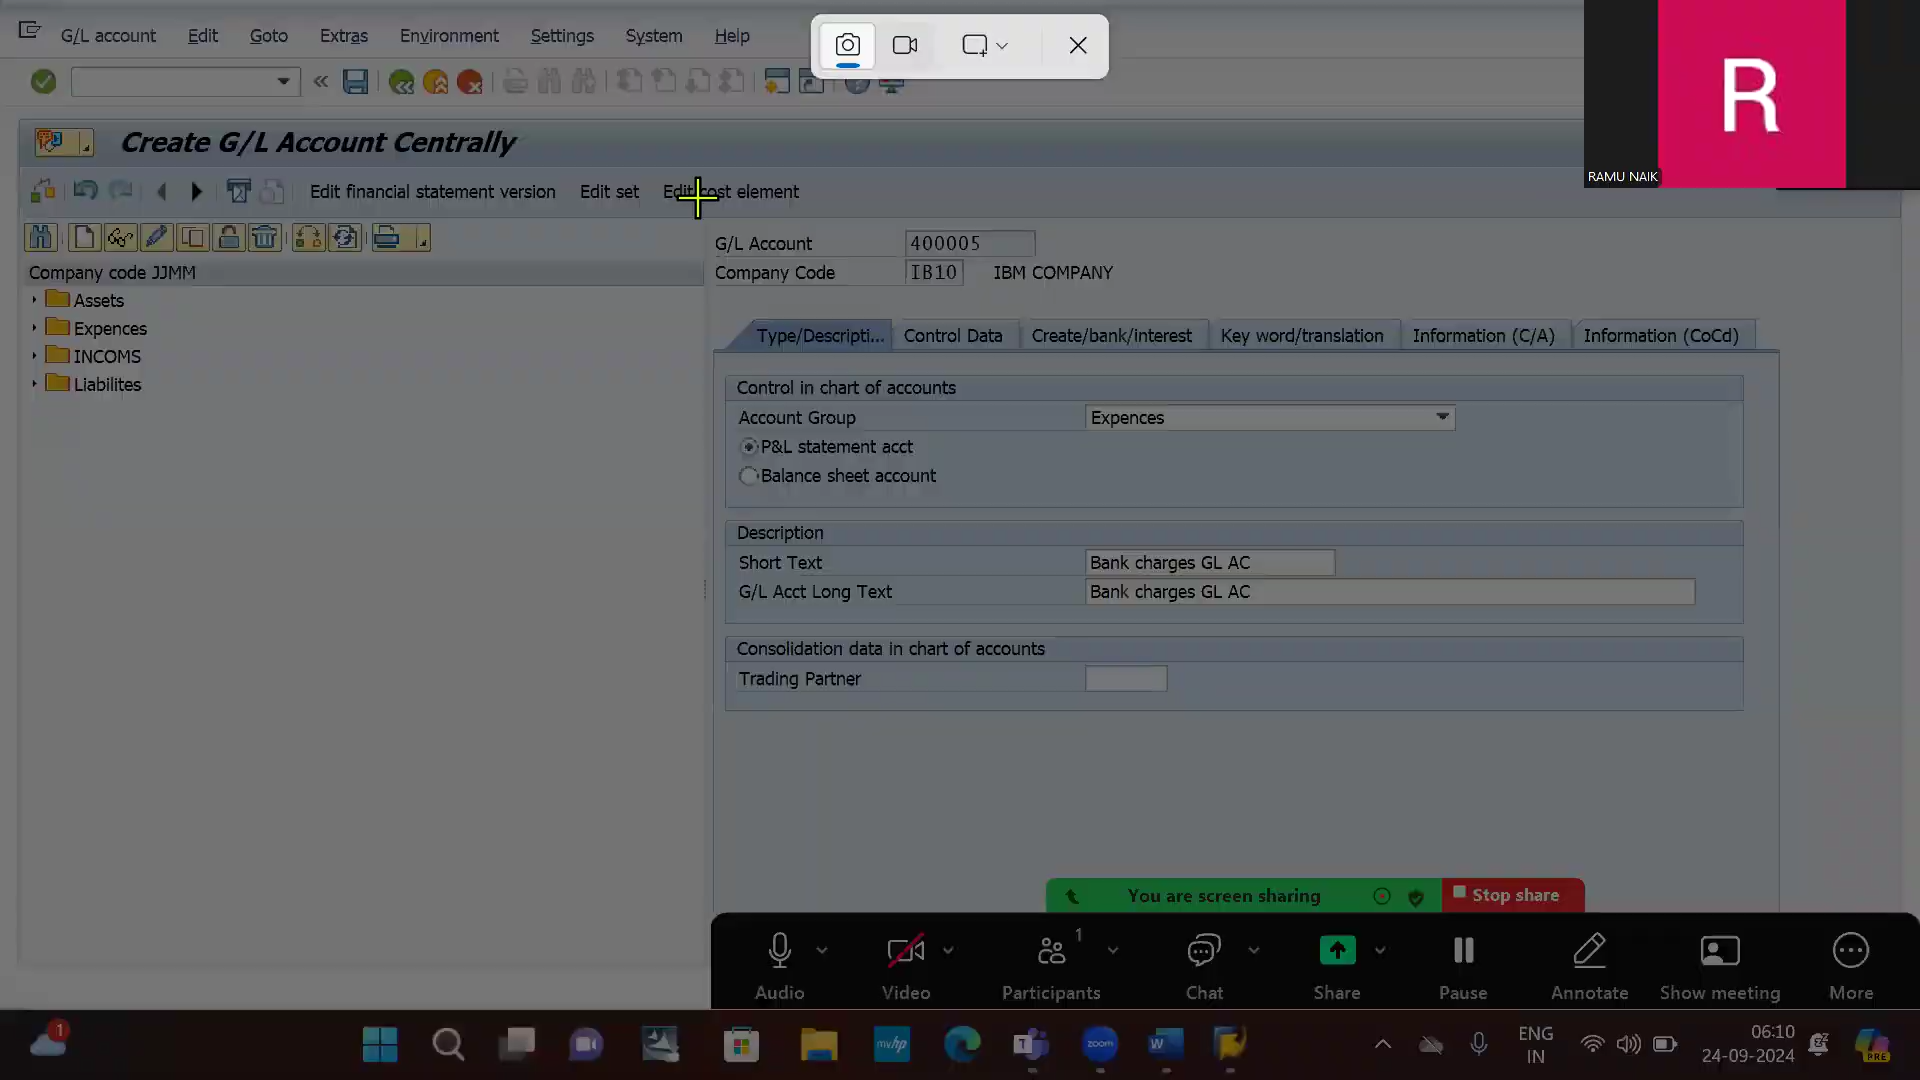 G/L account Edit Goto Extras Environment Settings System Help
R
RAMU NAIK
Create G/L Account Centrally
Edit financial statement version Edit set Edit cost element
G/L Account 400005
Company code JJMM
Company Code IB10 IBM COMPANY
Assets
Expences
INCOMS
Liabilites
Type/Descripti... Control Data Create/bank/interest Key word/translation Information (C/A) Information (CoCd)
Control in chart of accounts
Account Group Expences
P&L statement acct
Balance sheet account
Description
Short Text Bank charges GL AC
G/L Acct Long Text Bank charges GL AC
Consolidation data in chart of accounts
Trading Partner
You are screen sharing Stop share
1
Audio Video Participants Chat Share Pause Annotate Show meeting More
1
myhp
T
zoom
W
ENG
IN
06:10
24-09-2024
PRE